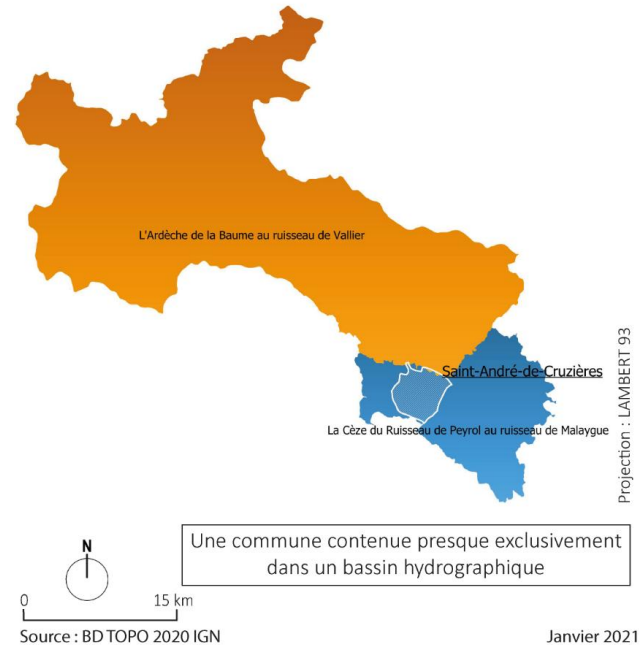 L'Ardèche de la Baume au ruisseau de Vallier
Saint-André-de-Cruzières
La Cèze du Ruisseau de Peyrol au ruisseau de Malaygue
Projection : LAMBERT 93
Une commune contenue presque exclusivement
dans un bassin hydrographique
N
0 15 km
Source : BD TOPO 2020 IGN
Janvier 2021